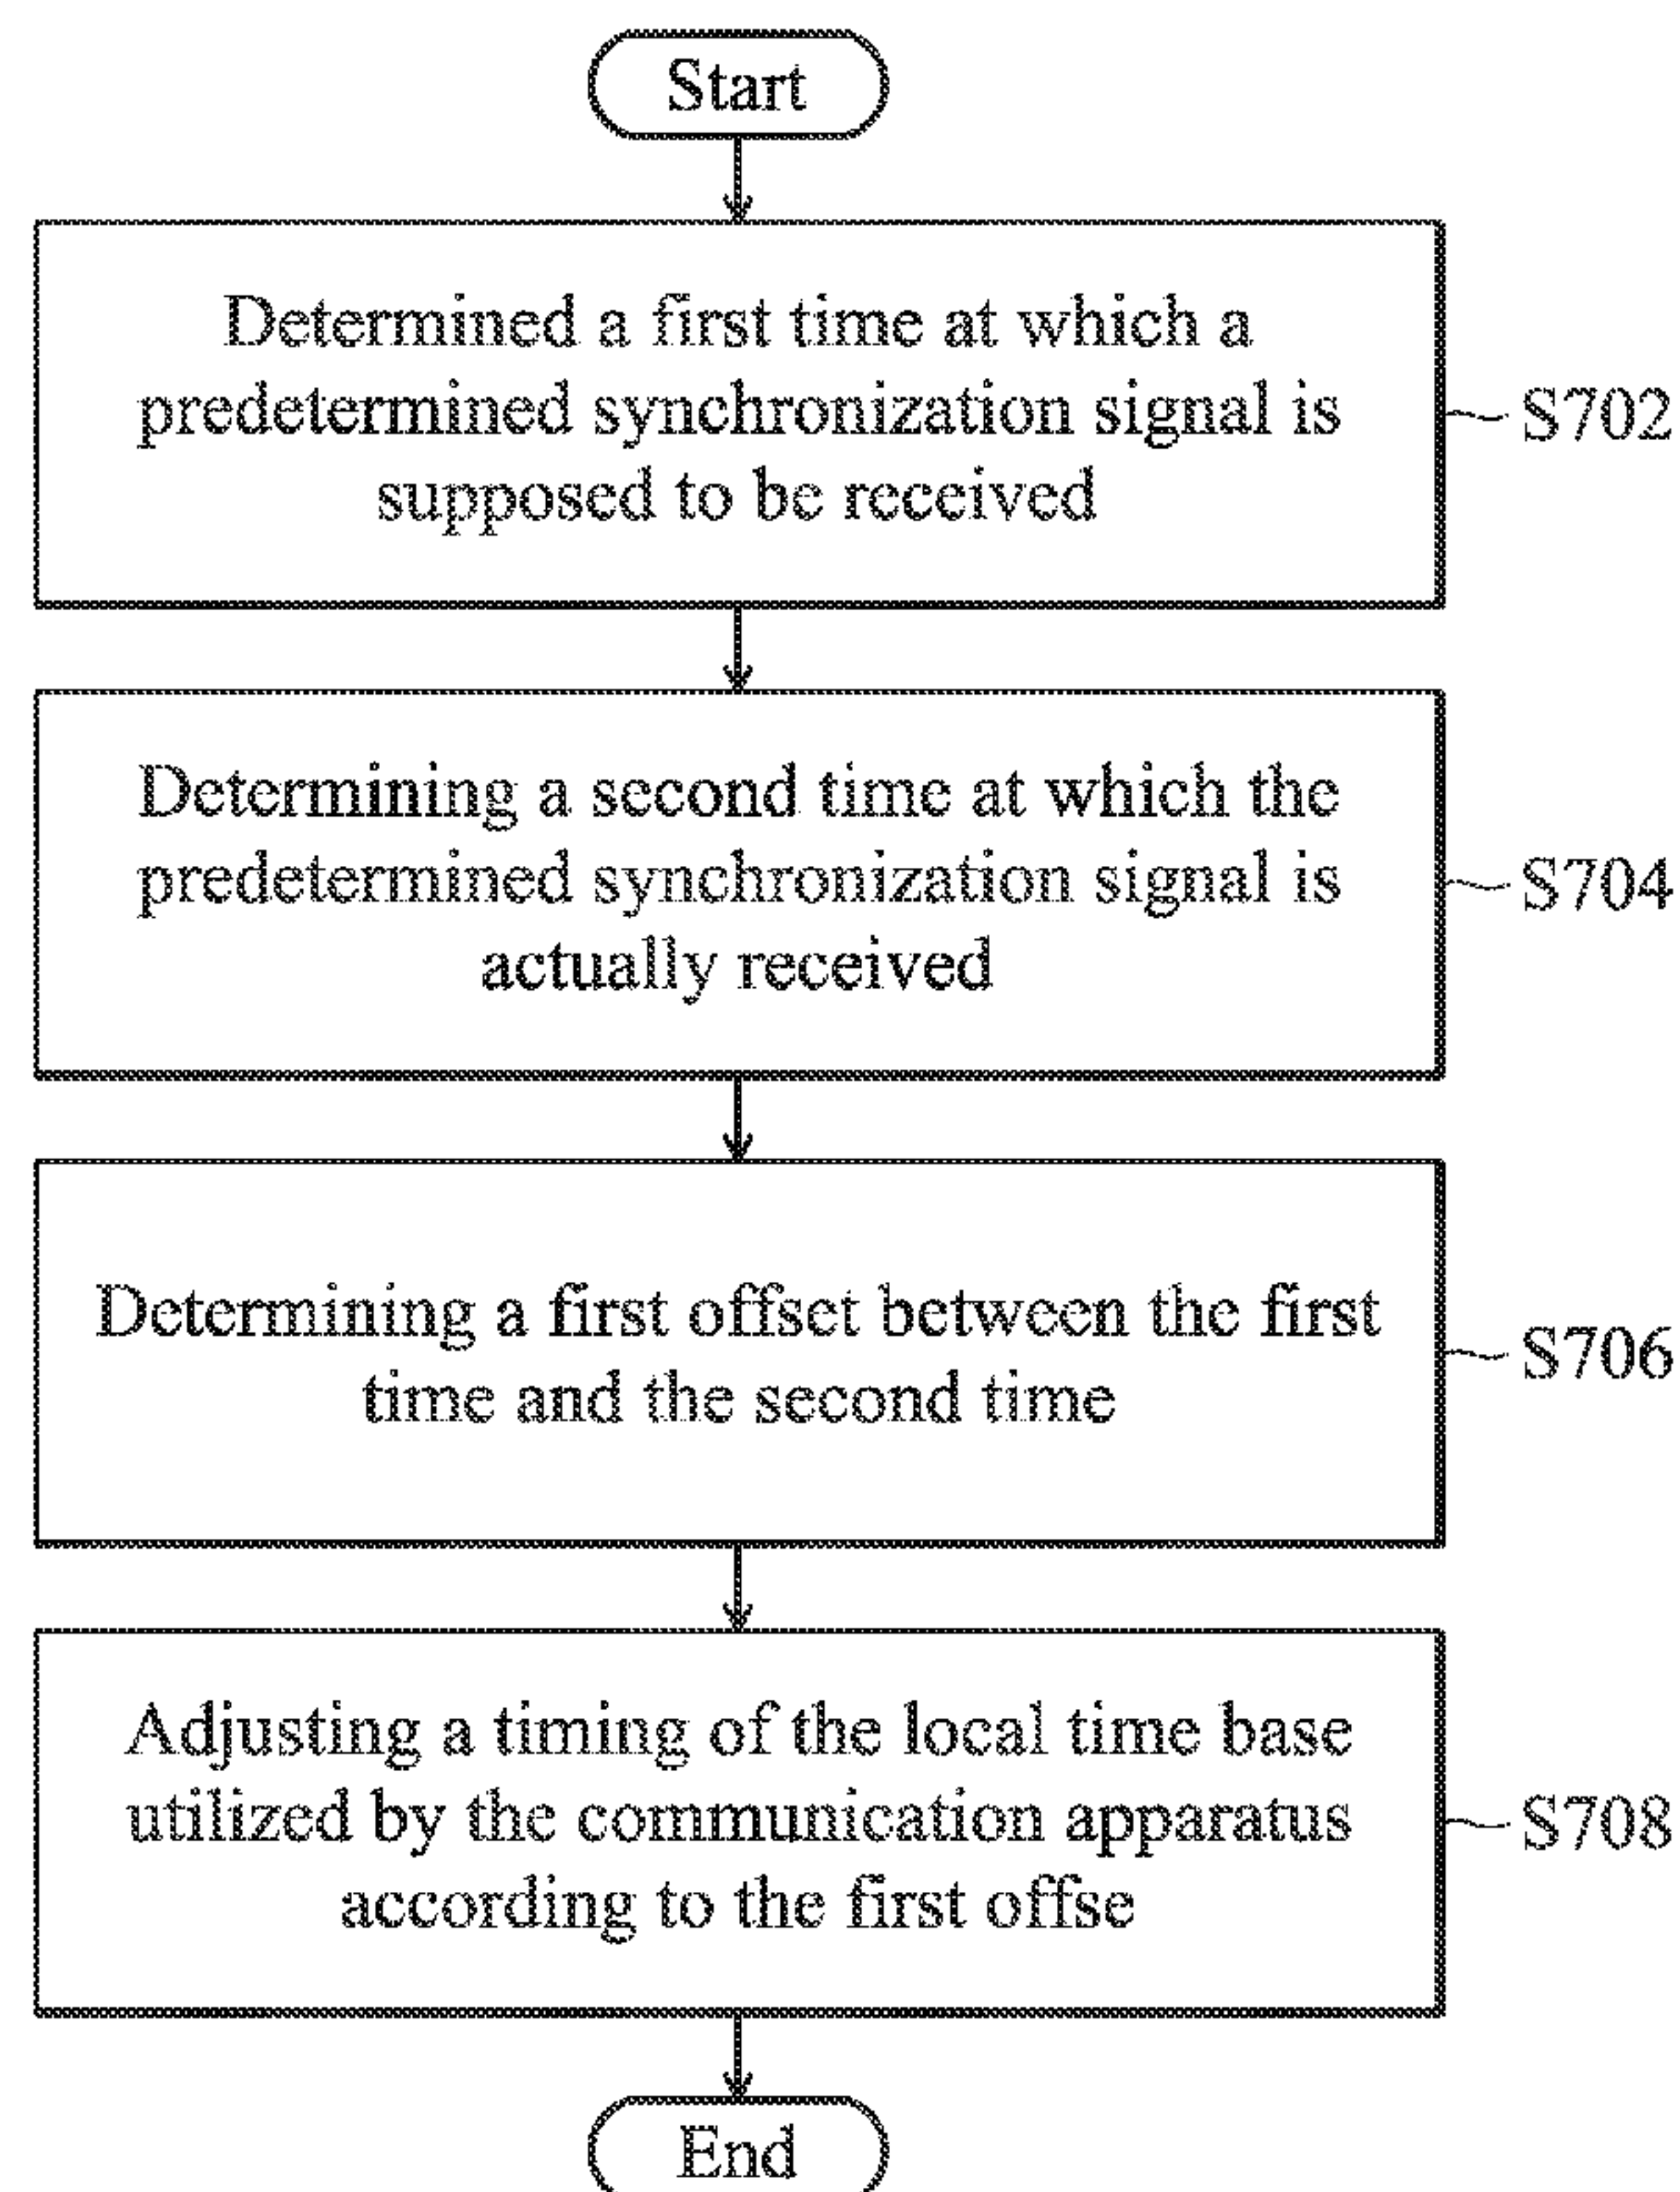 Start
Determined a first time at which a
predetermined synchronization signal is
supposed to be received
S702
Determining a second time at which the
predetermined synchronization signal is
actually received
S704
Determining a first offset between the first
time and the second time
S706
Adjusting a timing of the local time base
utilized by the communication apparatus
according to the first offse
S708
End